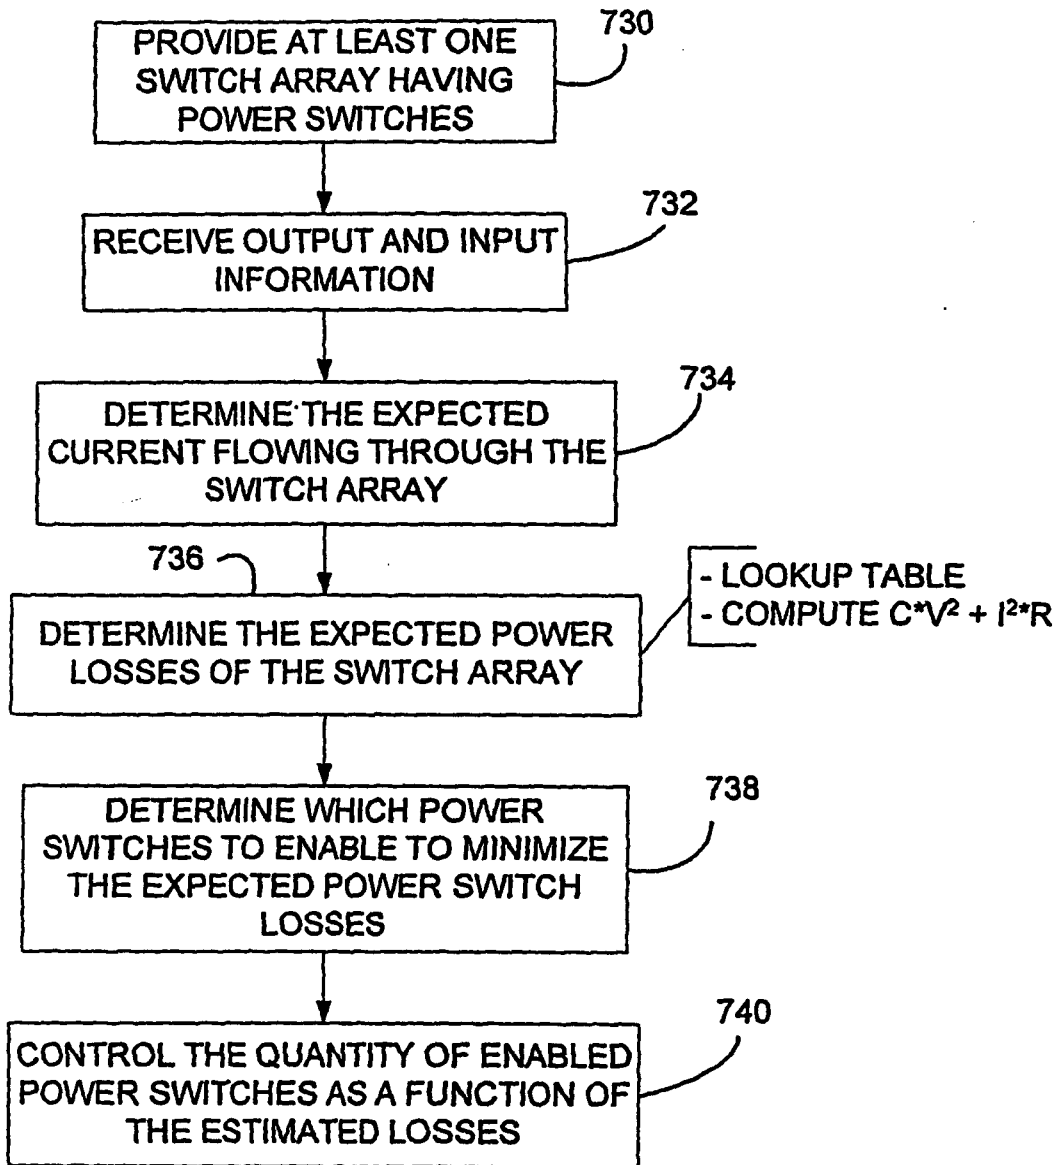 730
PROVIDE AT LEAST ONE
SWITCH ARRAY HAVING
POWER SWITCHES
732
RECEIVE OUTPUT AND INPUT
INFORMATION
734
DETERMINE THE EXPECTED
CURRENT FLOWING THROUGH THE
SWITCH ARRAY
736
DETERMINE THE EXPECTED POWER
LOSSES OF THE SWITCH ARRAY
- LOOKUP TABLE
- COMPUTE C*V² + I²*R
738
DETERMINE WHICH POWER
SWITCHES TO ENABLE TO MINIMIZE
THE EXPECTED POWER SWITCH
LOSSES
740
CONTROL THE QUANTITY OF ENABLED
POWER SWITCHES AS A FUNCTION OF
THE ESTIMATED LOSSES